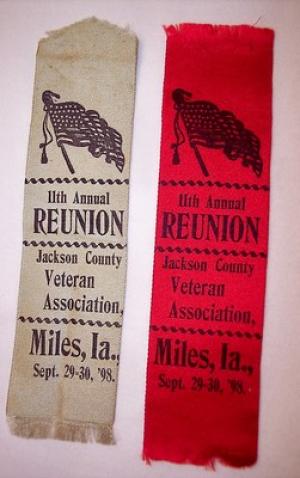 11th Annual
REUNION
Jackson County
Veteran
Association,
Miles, Ia.,
Sept. 29-30, '98.
11th Annual
REUNION
Jackson County
Veteran
Association,
Miles, Ia.,
Sept. 29-30, '98.